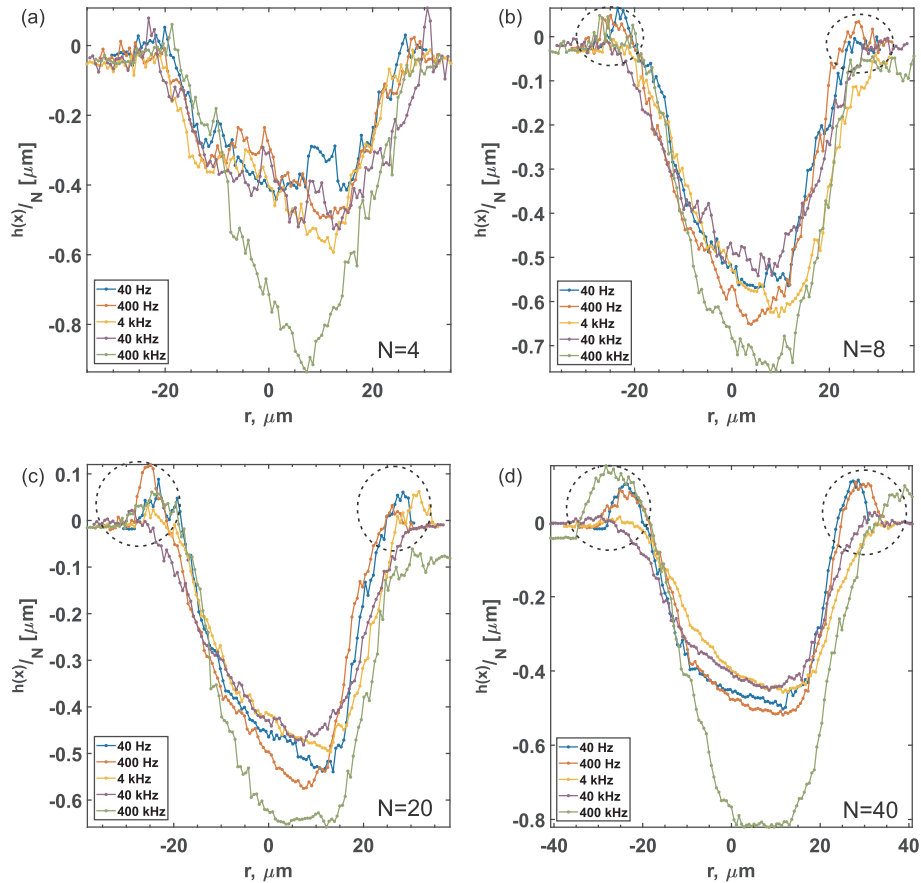 (a)
0
-0.2
-0.4
-0.6
-0.8
h(x)/N [μm]
40 Hz
400 Hz
4 kHz
40 kHz
400 kHz
N=4
-20 0 20
r, μm
(b)
0
-0.1
-0.2
-0.3
-0.4
-0.5
-0.6
-0.7
h(x)/N [μm]
40 Hz
400 Hz
4 kHz
40 kHz
400 kHz
N=8
-20 0 20
r, μm
(c)
0.1
0
-0.1
-0.2
-0.3
-0.4
-0.5
-0.6
h(x)/N [μm]
40 Hz
400 Hz
4 kHz
40 kHz
400 kHz
N=20
-20 0 20
r, μm
(d)
0
-0.2
-0.4
-0.6
-0.8
h(x)/N [μm]
40 Hz
400 Hz
4 kHz
40 kHz
400 kHz
N=40
-40 -20 0 20 40
r, μm